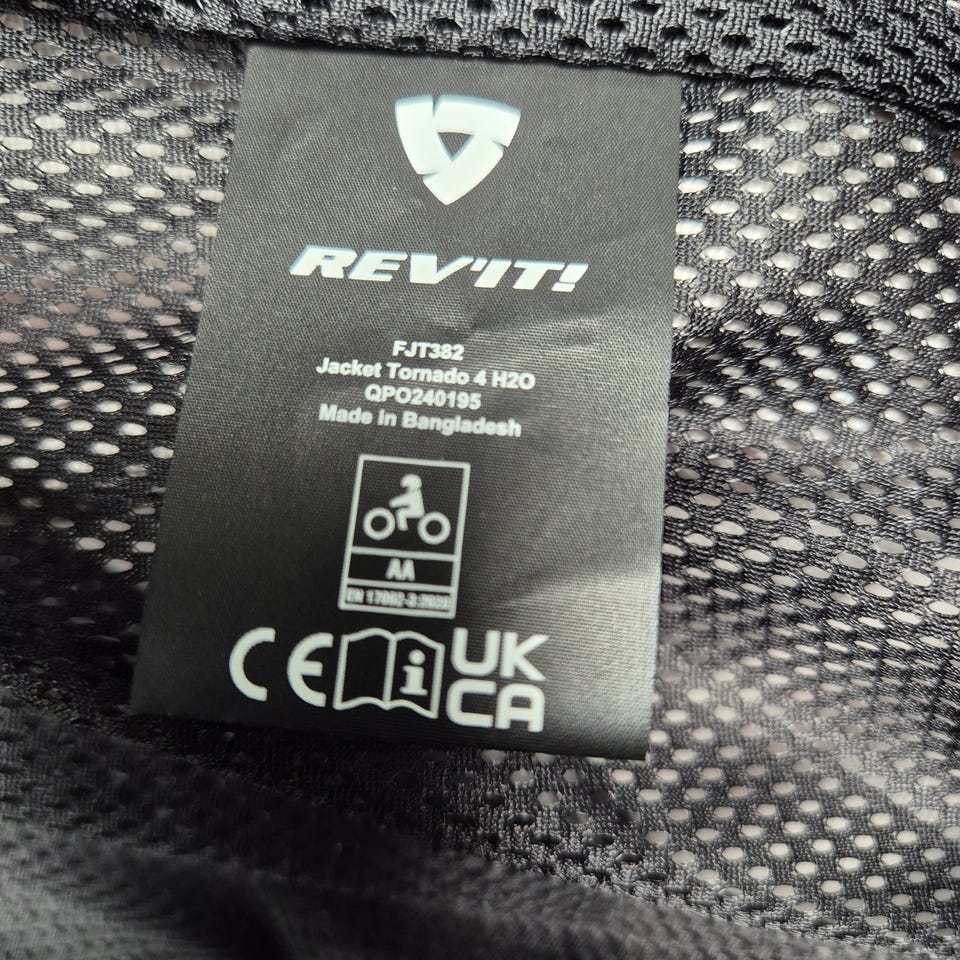 REV'IT!
FJT382
Jacket Tornado 4 H2O
QPO240195
Made in Bangladesh
AA
EN 17092-3:2020
CE
i
UK
CA